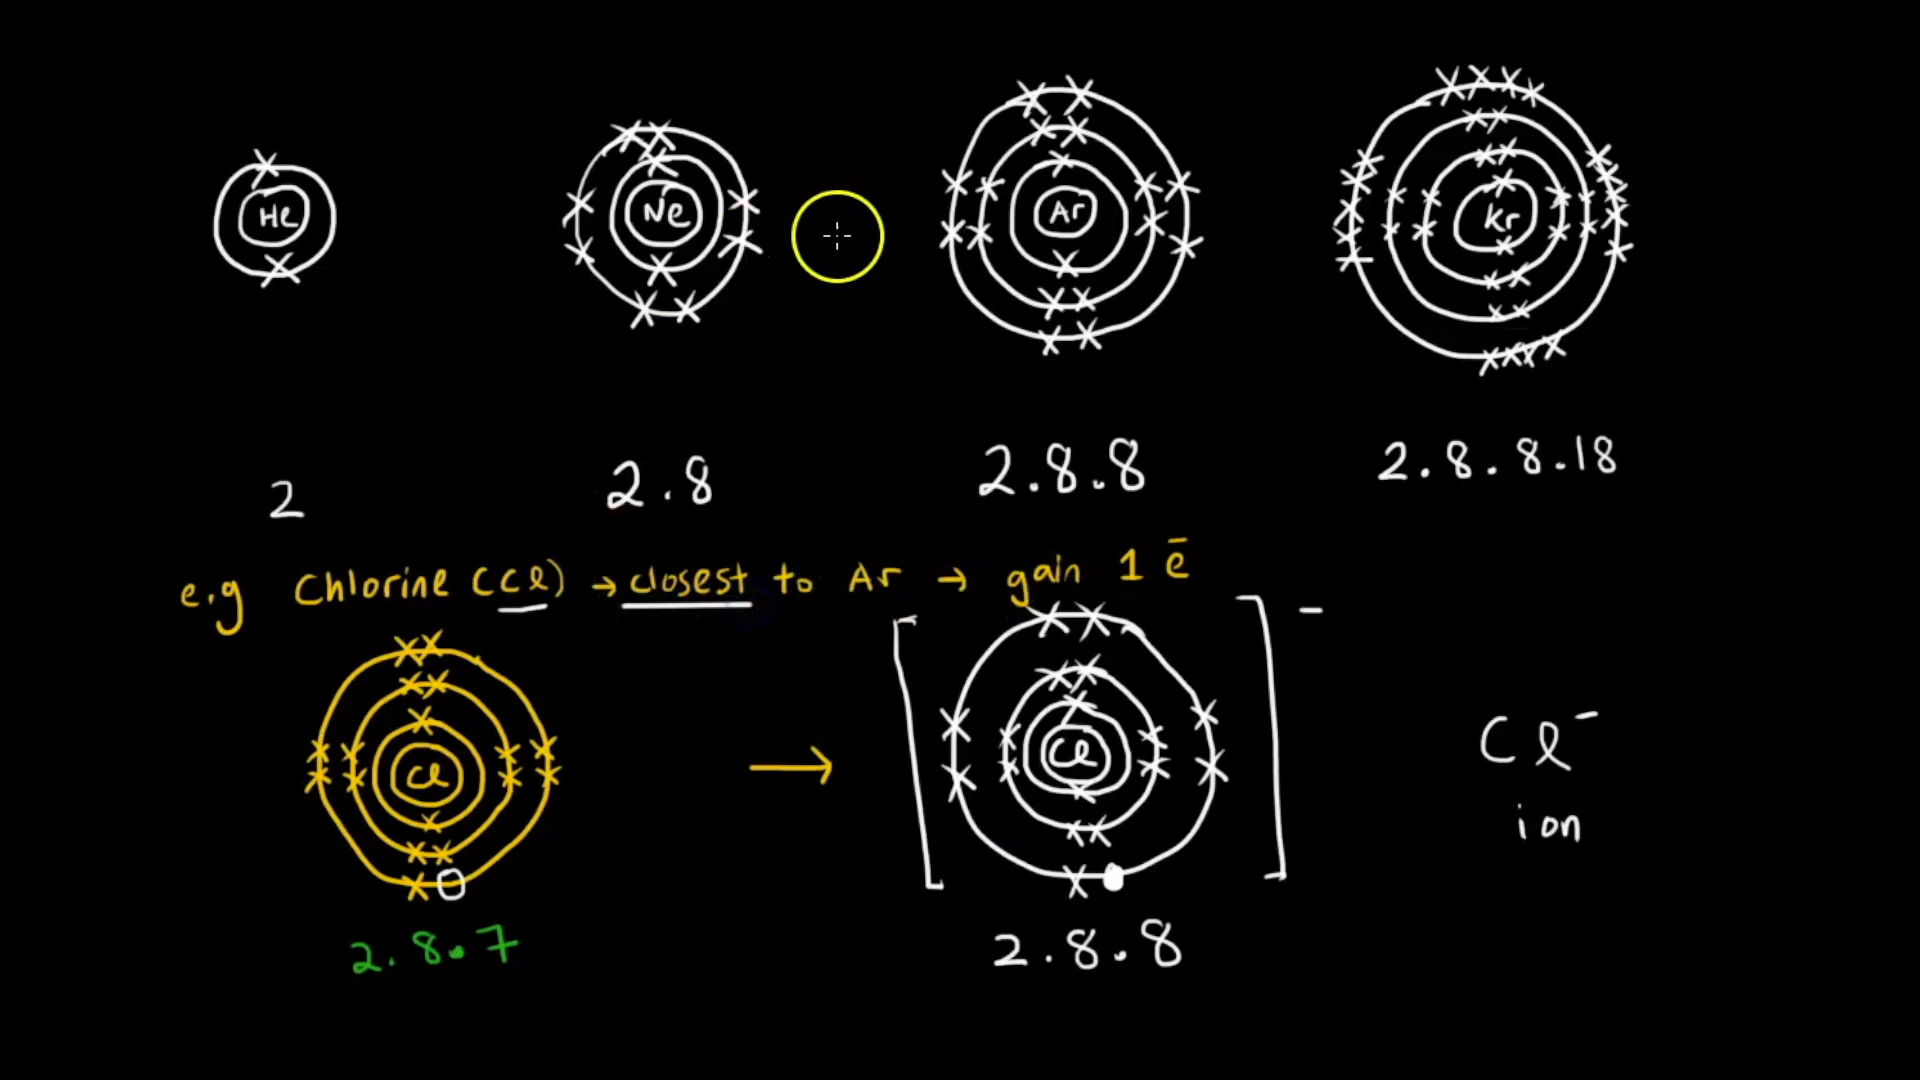 He Ne Ar Kr
2 2.8 2.8.8 2.8.8.18
e.g Chlorine (Cl) → closest to Ar → gain 1 ē
Cl → [Cl]⁻ Cl⁻
ion
2.8.7 2.8.8